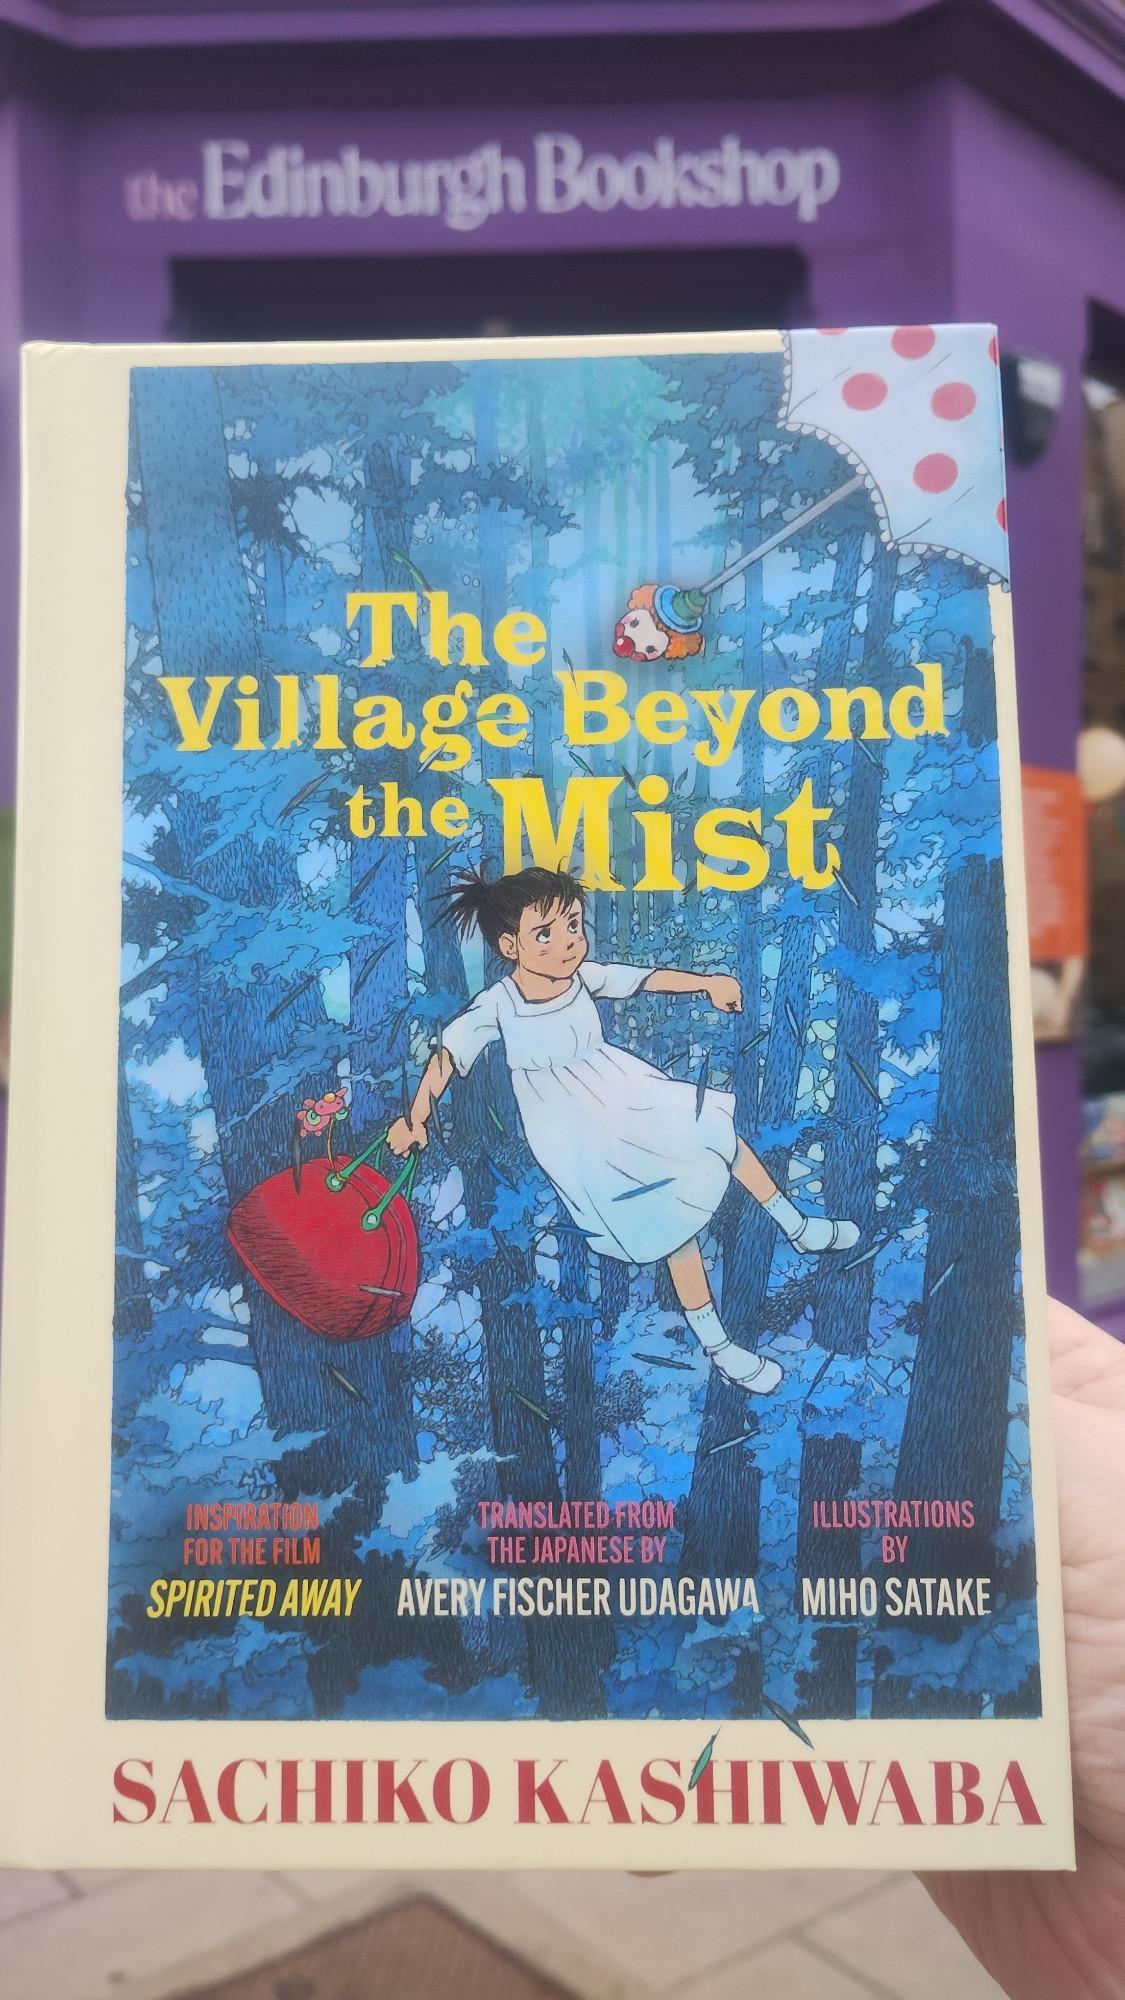 the Edinburgh Bookshop
The
Village Beyond
the Mist
INSPIRATION
FOR THE FILM
SPIRITED AWAY
TRANSLATED FROM
THE JAPANESE BY
AVERY FISCHER UDAGAWA
ILLUSTRATIONS
BY
MIHO SATAKE
SACHIKO KASHIWABA